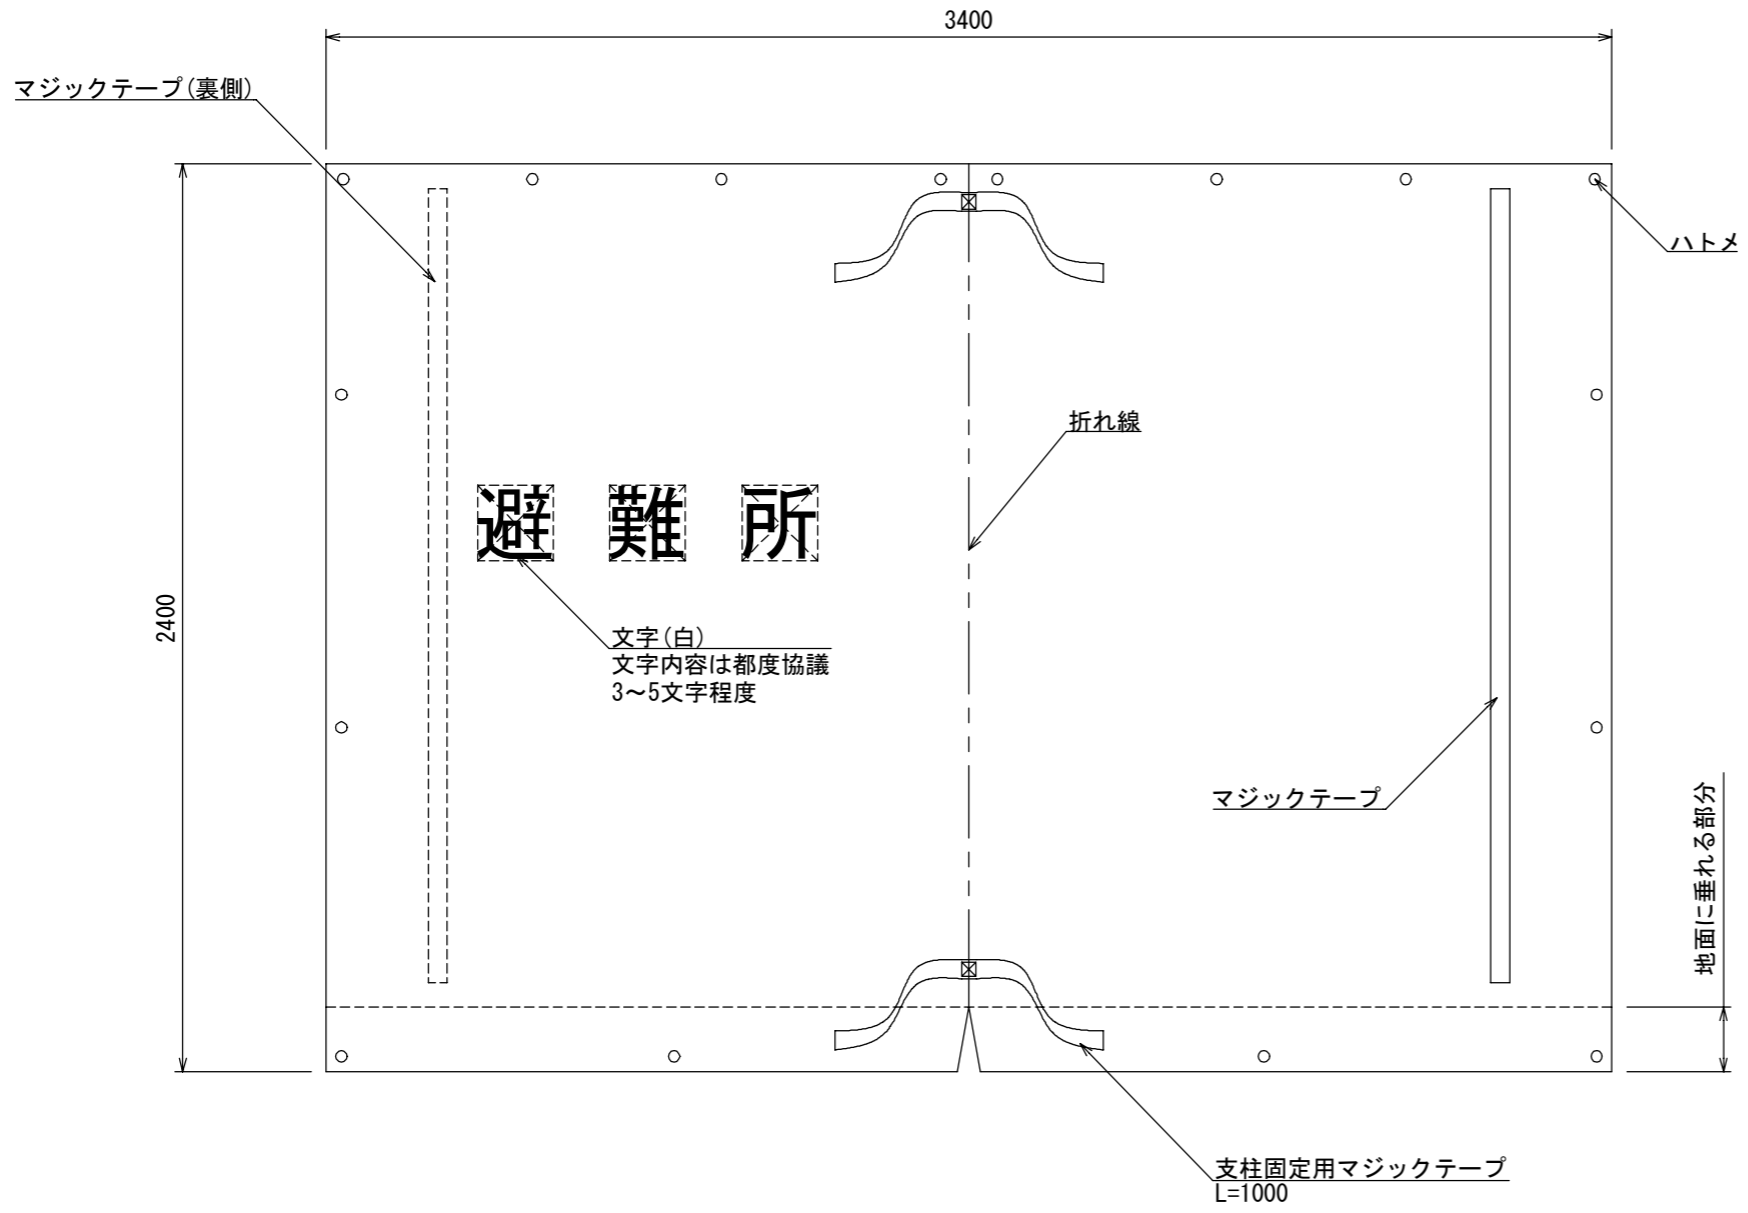 3400
マジックテープ(裏側)
ハトメ
折れ線
避難所
2400
文字(白)
文字内容は都度協議
3～5文字程度
マジックテープ
地面に垂れる部分
支柱固定用マジックテープ
L=1000